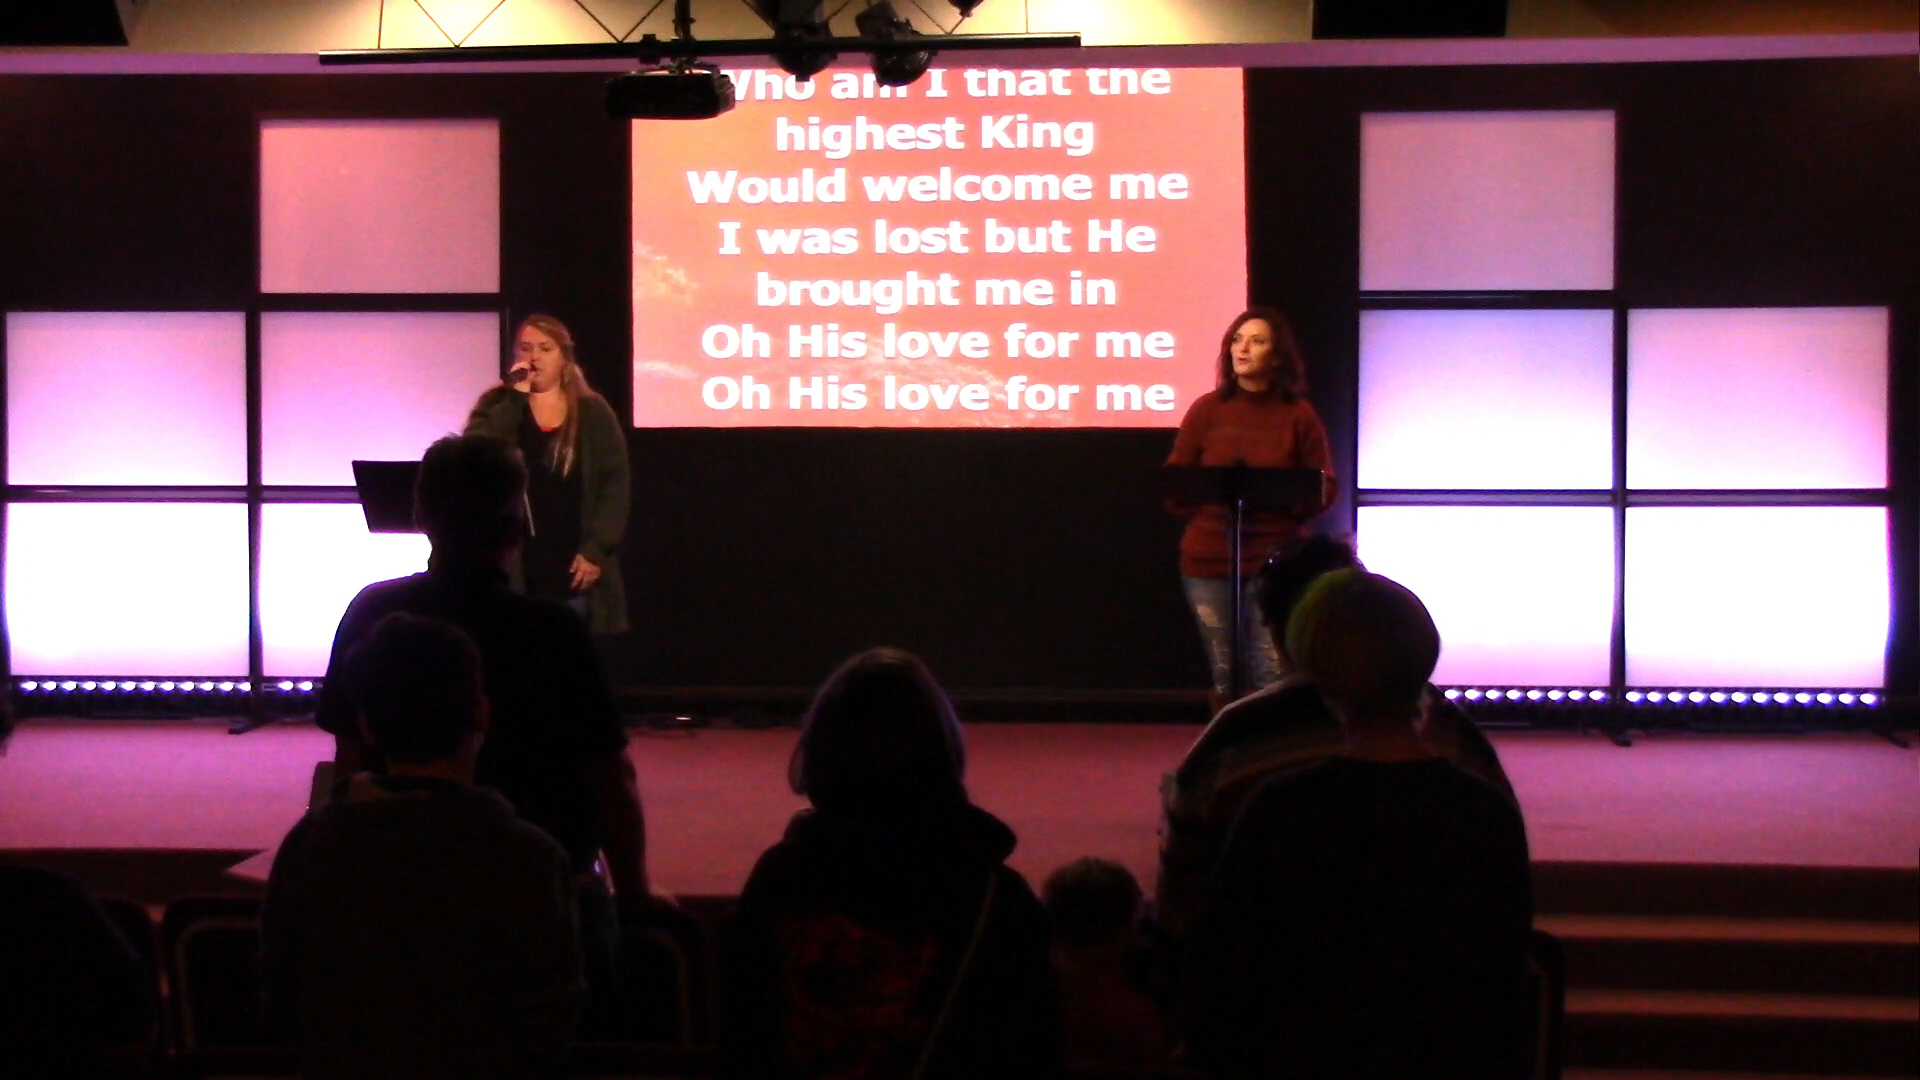 Who am I that the
highest King
Would welcome me
I was lost but He
brought me in
Oh His love for me
Oh His love for me